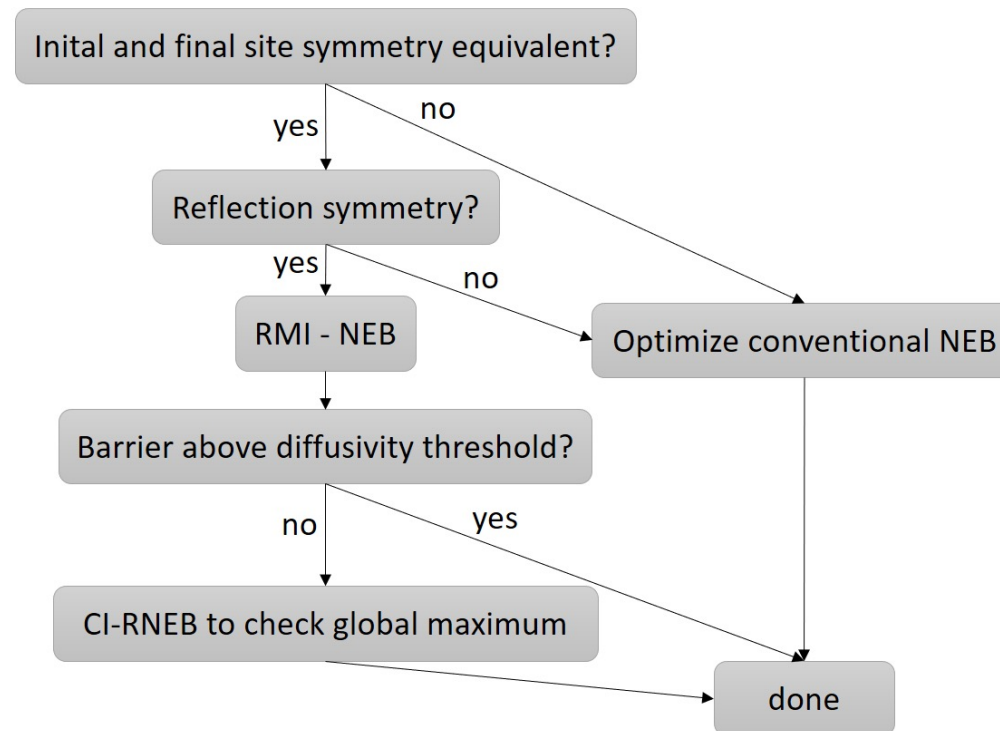 Inital and final site symmetry equivalent?
yes
no
Reflection symmetry?
yes
no
RMI - NEB
Optimize conventional NEB
Barrier above diffusivity threshold?
no
yes
CI-RNEB to check global maximum
done